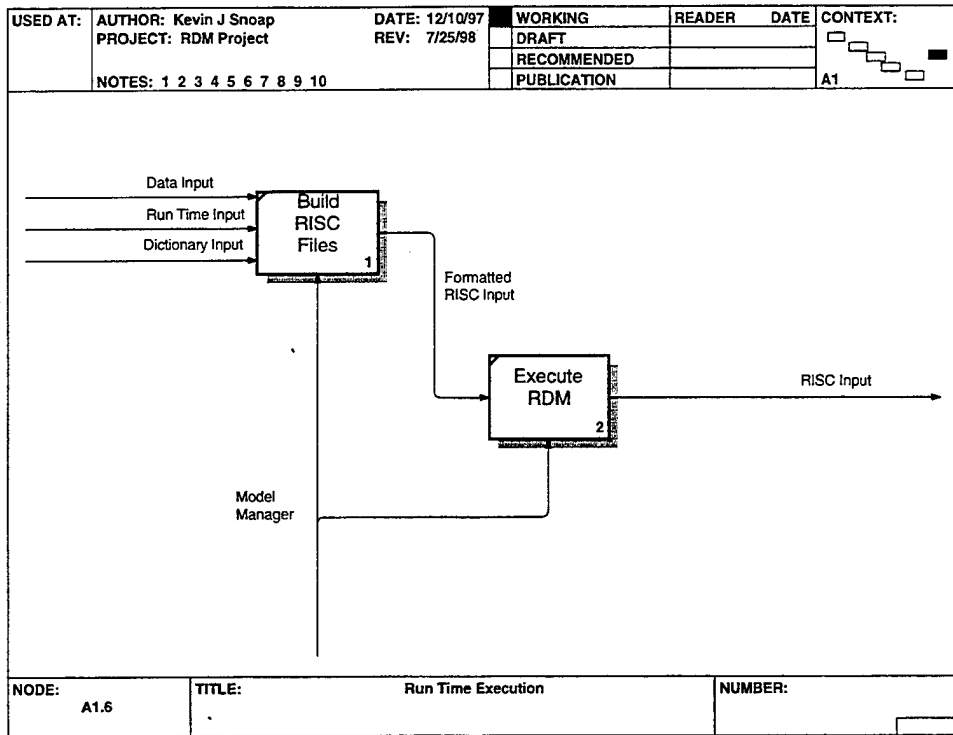 USED AT:
AUTHOR: Kevin J Snoap
DATE: 12/10/97
PROJECT: RDM Project
REV: 7/25/98
NOTES: 1 2 3 4 5 6 7 8 9 10
WORKING
DRAFT
RECOMMENDED
PUBLICATION
READER
DATE
CONTEXT:
A1
Data Input
Run Time Input
Dictionary Input
Build
RISC
Files
1
Formatted
RISC Input
Execute
RDM
2
RISC Input
Model
Manager
NODE:
A1.6
TITLE:
Run Time Execution
NUMBER: